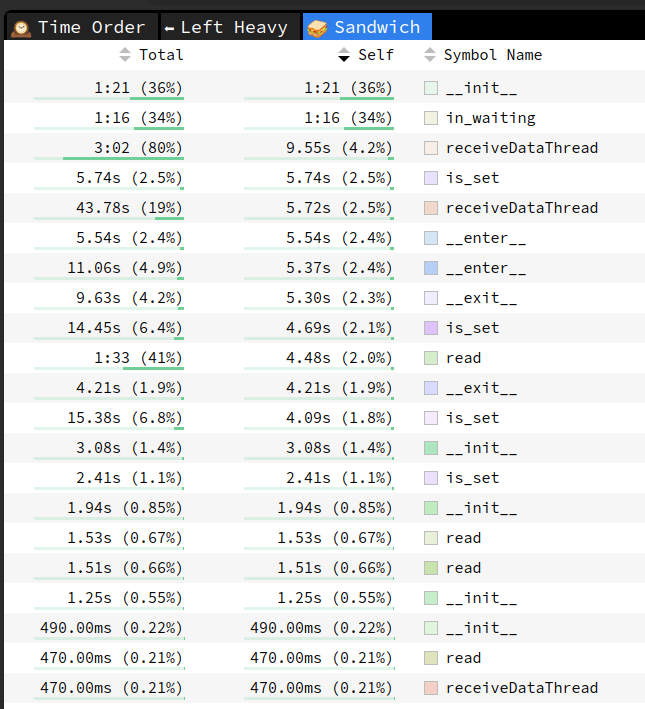 Time Order ⬅Left Heavy Sandwich
Total Self Symbol Name
1:21 (36%) 1:21 (36%) __init__
1:16 (34%) 1:16 (34%) in_waiting
3:02 (80%) 9.55s (4.2%) receiveDataThread
5.74s (2.5%) 5.74s (2.5%) is_set
43.78s (19%) 5.72s (2.5%) receiveDataThread
5.54s (2.4%) 5.54s (2.4%) __enter__
11.06s (4.9%) 5.37s (2.4%) __enter__
9.63s (4.2%) 5.30s (2.3%) __exit__
14.45s (6.4%) 4.69s (2.1%) is_set
1:33 (41%) 4.48s (2.0%) read
4.21s (1.9%) 4.21s (1.9%) __exit__
15.38s (6.8%) 4.09s (1.8%) is_set
3.08s (1.4%) 3.08s (1.4%) __init__
2.41s (1.1%) 2.41s (1.1%) is_set
1.94s (0.85%) 1.94s (0.85%) __init__
1.53s (0.67%) 1.53s (0.67%) read
1.51s (0.66%) 1.51s (0.66%) read
1.25s (0.55%) 1.25s (0.55%) __init__
490.00ms (0.22%) 490.00ms (0.22%) __init__
470.00ms (0.21%) 470.00ms (0.21%) read
470.00ms (0.21%) 470.00ms (0.21%) receiveDataThread